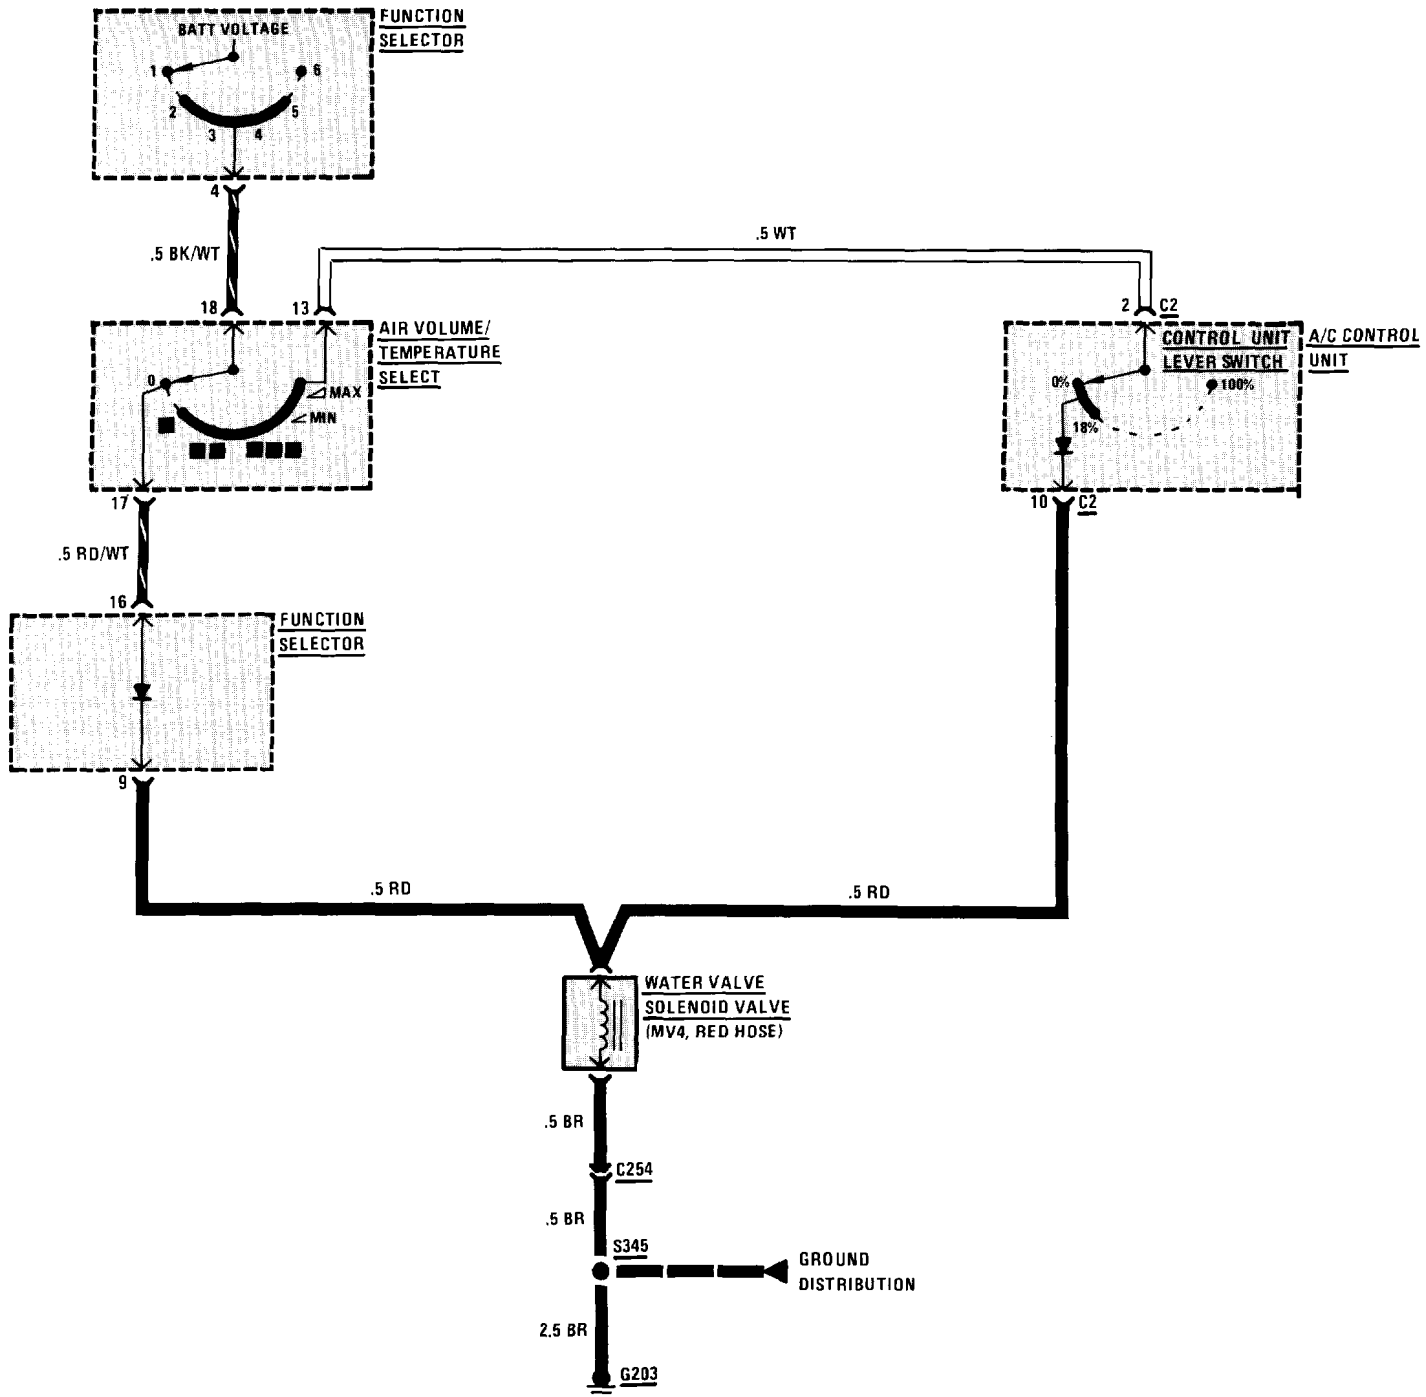 BATT VOLTAGE
FUNCTION
SELECTOR
1
6
2
5
3
4
4
.5 BK/WT
.5 WT
18
13
2
C2
AIR VOLUME/
TEMPERATURE
SELECT
0
MAX
MIN
CONTROL UNIT
LEVER SWITCH
A/C CONTROL
UNIT
0%
100%
18%
17
10
C2
.5 RD/WT
16
FUNCTION
SELECTOR
9
.5 RD
.5 RD
WATER VALVE
SOLENOID VALVE
(MV4, RED HOSE)
.5 BR
C254
.5 BR
S345
GROUND
DISTRIBUTION
2.5 BR
G203